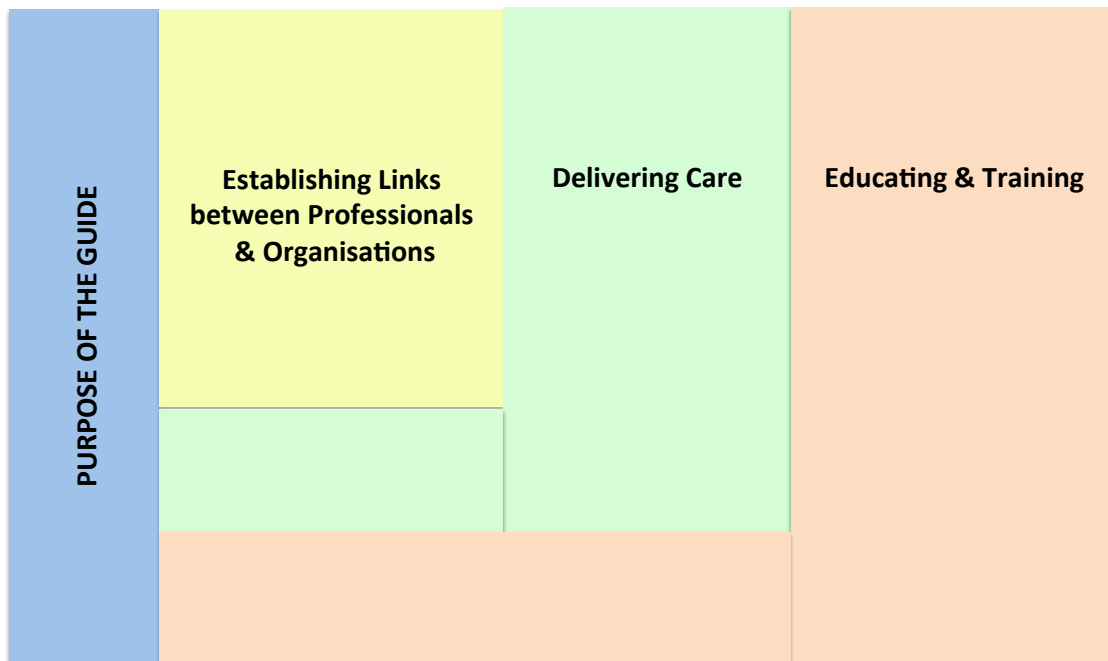 PURPOSE OF THE GUIDE
Establishing Links
between Professionals
& Organisations
Delivering Care
Educating & Training